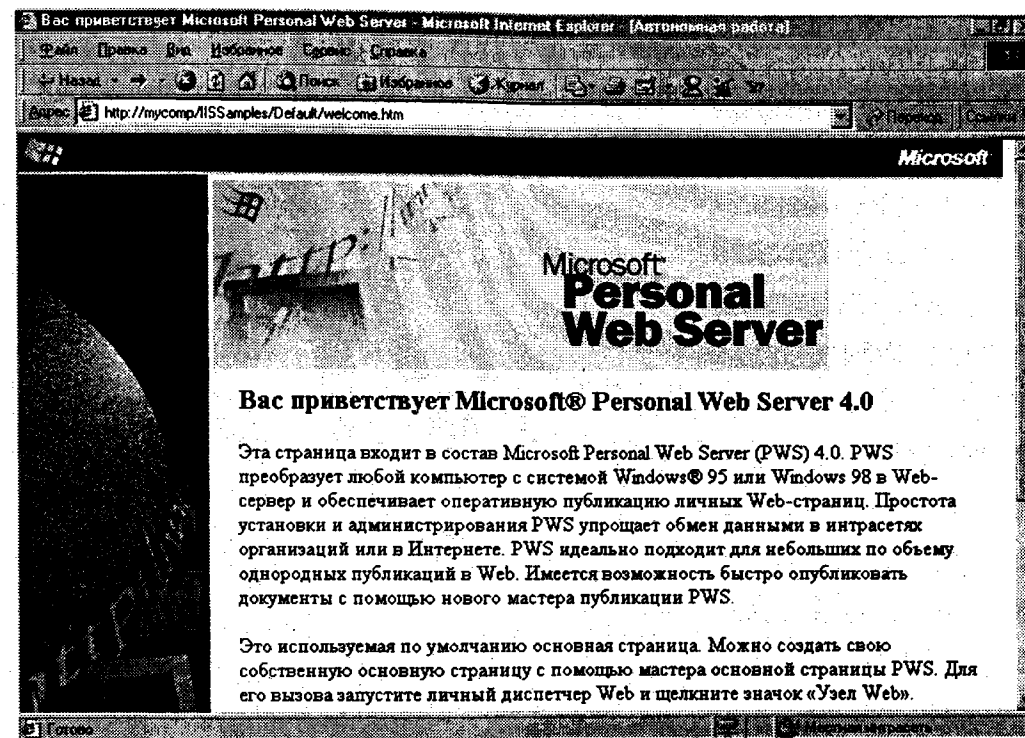 Вас приветствует Microsoft Personal Web Server - Microsoft Internet Explorer - [Автономная работа]
Файл Правка Вид Избранное Сервис Справка
Назад Поиск Избранное Журнал
Адрес http://mycomp/IISSamples/Default/welcome.htm Переход Ссылки
Microsoft
http://
Microsoft
Personal
Web Server
Вас приветствует Microsoft® Personal Web Server 4.0
Эта страница входит в состав Microsoft Personal Web Server (PWS) 4.0. PWS
преобразует любой компьютер с системой Windows® 95 или Windows 98 в Web-
сервер и обеспечивает оперативную публикацию личных Web-страниц. Простота
установки и администрирования PWS упрощает обмен данными в интрасетях
организаций или в Интернете. PWS идеально подходит для небольших по объему
однородных публикаций в Web. Имеется возможность быстро опубликовать
документы с помощью нового мастера публикации PWS.
Это используемая по умолчанию основная страница. Можно создать свою
собственную основную страницу с помощью мастера основной страницы PWS. Для
его вызова запустите личный диспетчер Web и щелкните значок «Узел Web».
Готово Местная интрасеть